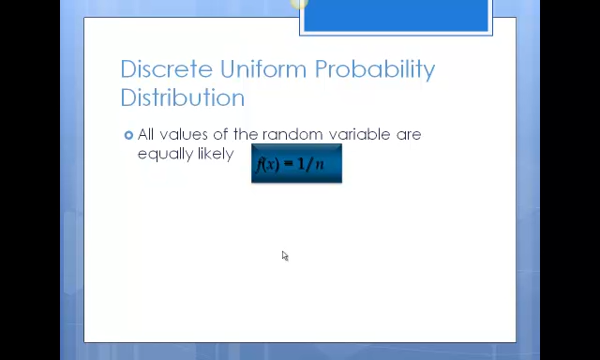 Discrete Uniform Probability
Distribution
All values of the random variable are
equally likely
f(x) = 1/n